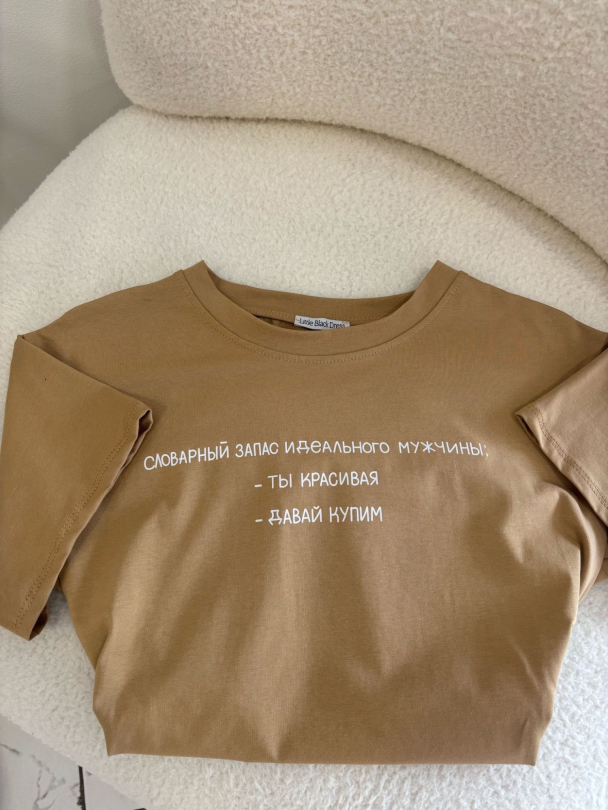 Little Black Dress
СЛОВАРНЫЙ ЗАПАС ИДЕАЛЬНОГО МУЖЧИНЫ:
- ТЫ КРАСИВАЯ
- ДАВАЙ КУПИМ